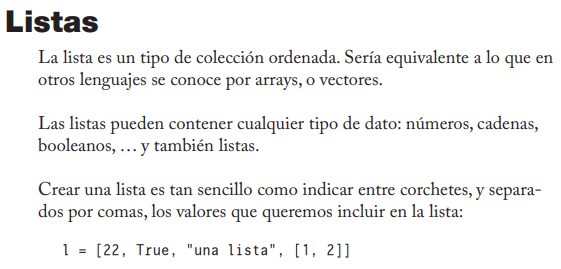 Listas
La lista es un tipo de colección ordenada. Sería equivalente a lo que en
otros lenguajes se conoce por arrays, o vectores.
Las listas pueden contener cualquier tipo de dato: números, cadenas,
booleanos, … y también listas.
Crear una lista es tan sencillo como indicar entre corchetes, y separa-
dos por comas, los valores que queremos incluir en la lista:
l = [22, True, "una lista", [1, 2]]